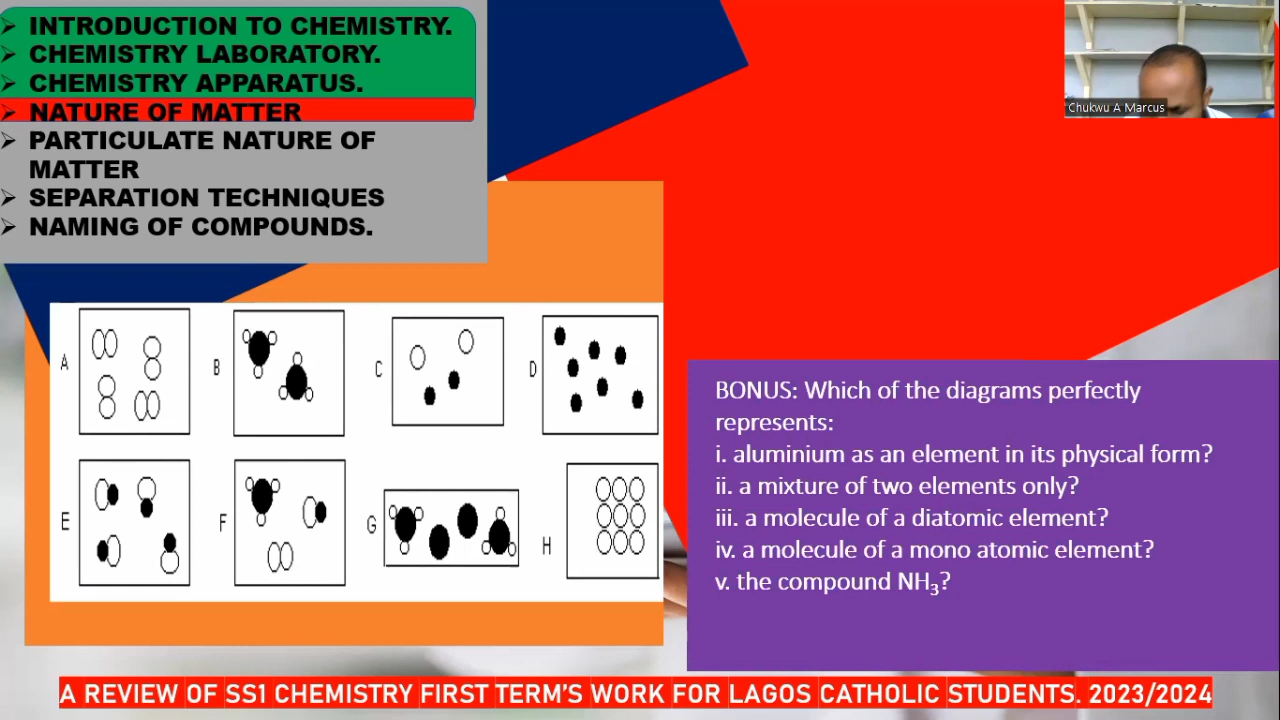 INTRODUCTION TO CHEMISTRY.
CHEMISTRY LABORATORY.
CHEMISTRY APPARATUS.
NATURE OF MATTER
PARTICULATE NATURE OF
MATTER
SEPARATION TECHNIQUES
NAMING OF COMPOUNDS.
Chukwu A Marcus
A
B
C
D
E
F
G
H
BONUS: Which of the diagrams perfectly
represents:
i. aluminium as an element in its physical form?
ii. a mixture of two elements only?
iii. a molecule of a diatomic element?
iv. a molecule of a mono atomic element?
v. the compound NH₃?
A REVIEW OF SS1 CHEMISTRY FIRST TERM'S WORK FOR LAGOS CATHOLIC STUDENTS. 2023/2024